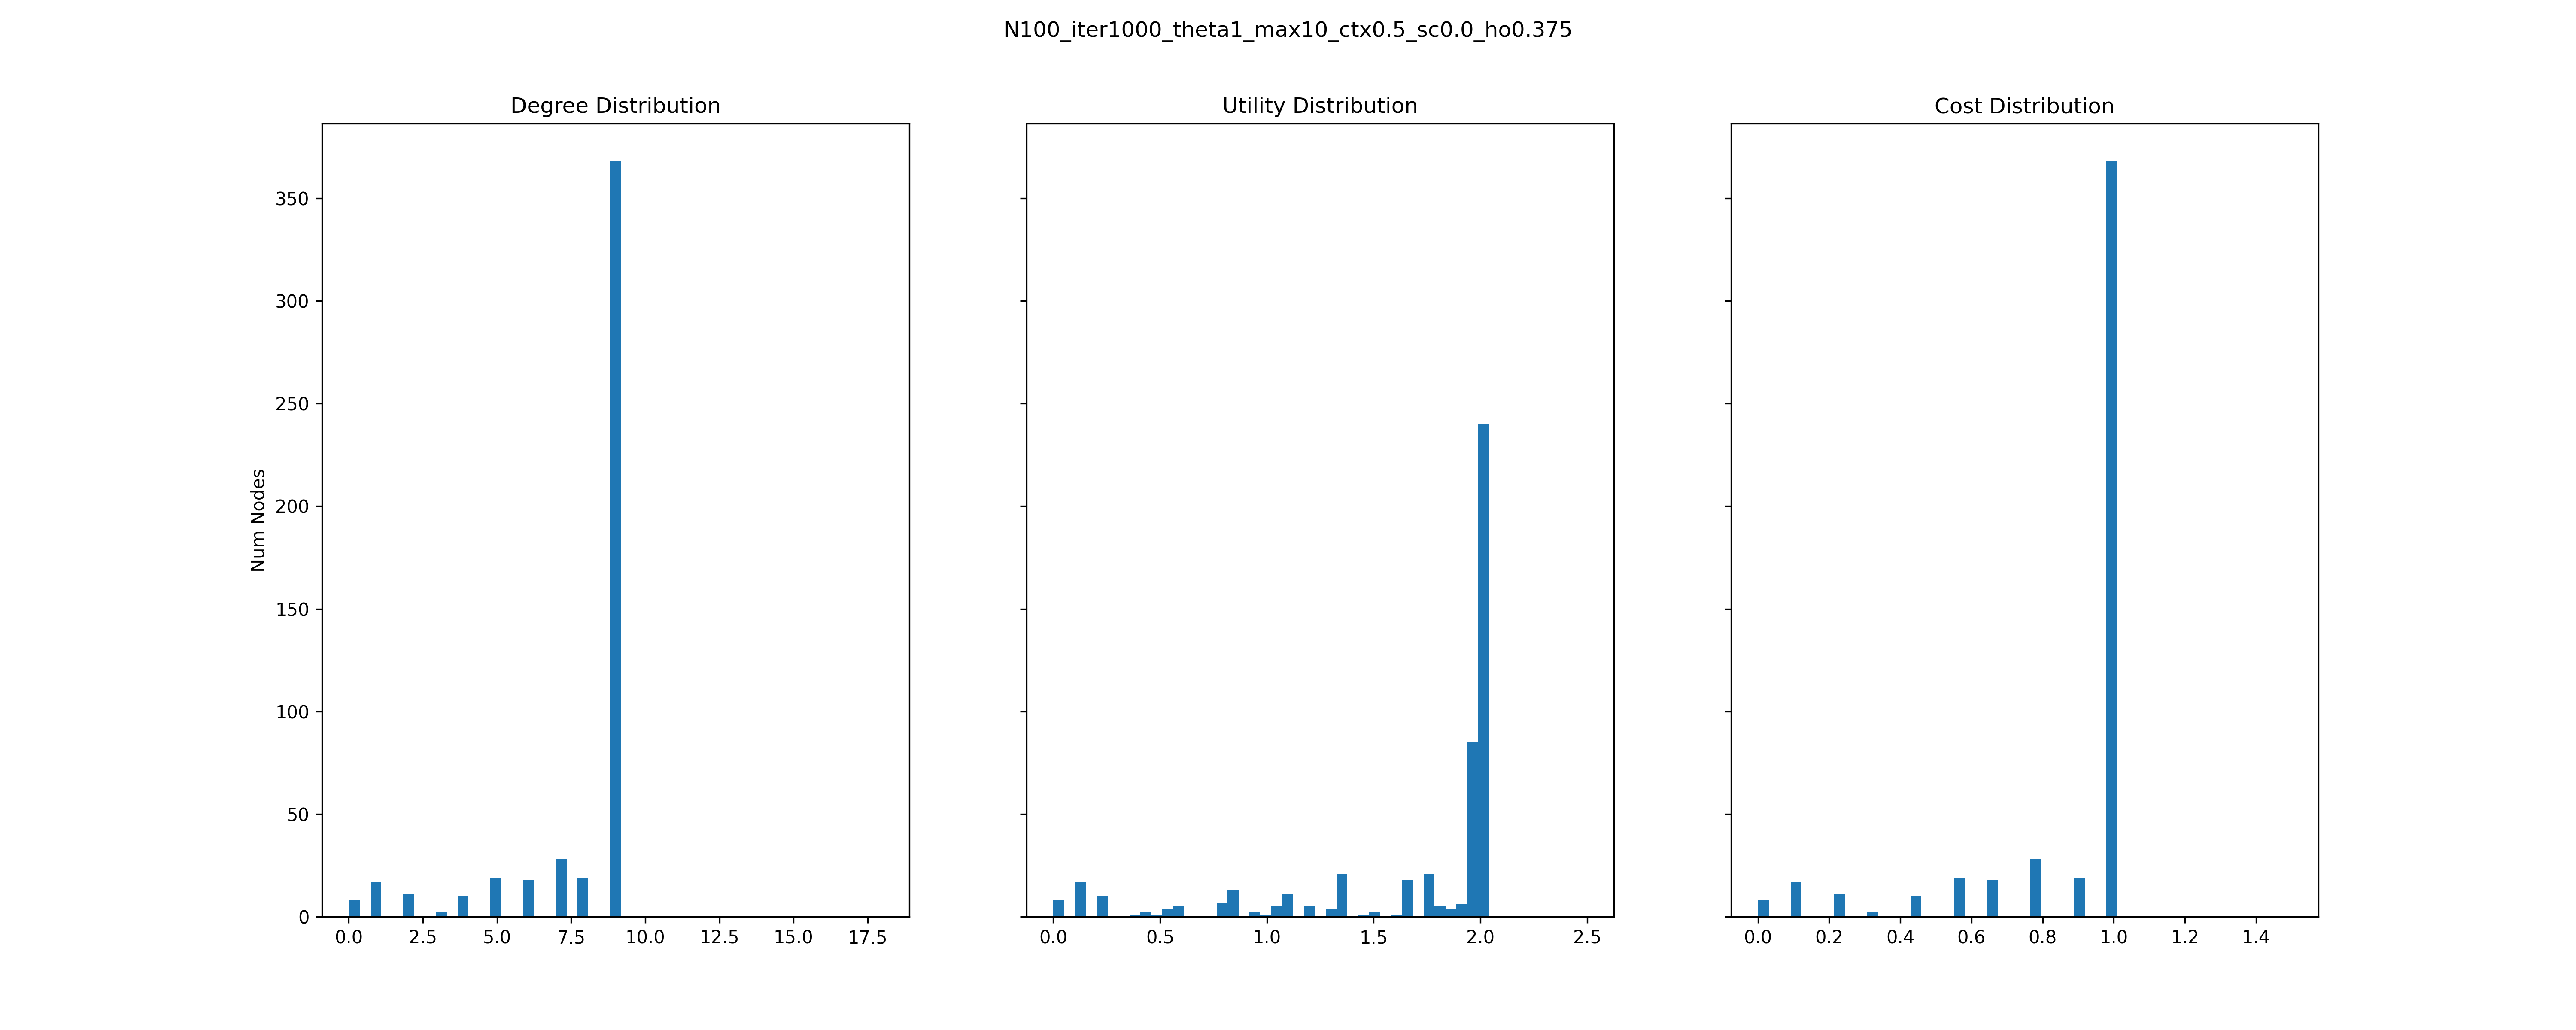 N100_iter1000_theta1_max10_ctx0.5_sc0.0_ho0.375
Degree Distribution
Num Nodes
350
300
250
200
150
100
50
0
0.0 2.5 5.0 7.5 10.0 12.5 15.0 17.5
Utility Distribution
0.0 0.5 1.0 1.5 2.0 2.5
Cost Distribution
0.0 0.2 0.4 0.6 0.8 1.0 1.2 1.4